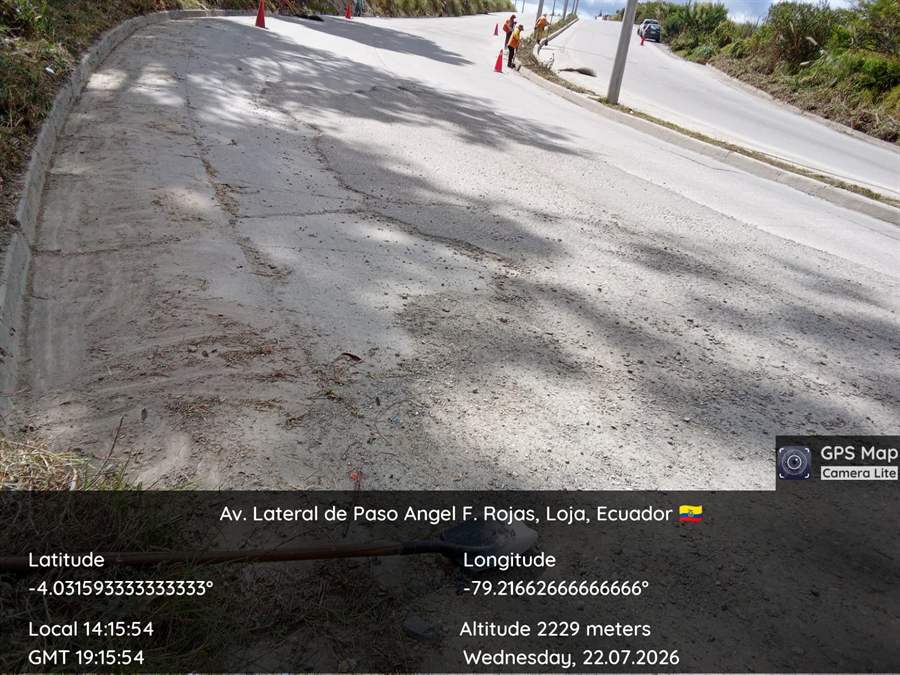 GPS Map
Camera Lite
Av. Lateral de Paso Angel F. Rojas, Loja, Ecuador 🇪🇨
Latitude
-4.031593333333333°
Longitude
-79.21662666666666°
Local 14:15:54
GMT 19:15:54
Altitude 2229 meters
Wednesday, 22.07.2026